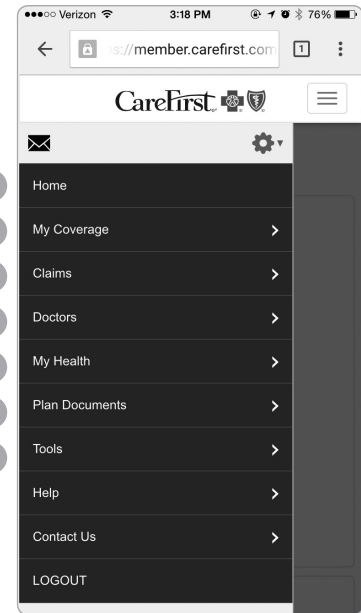 Verizon 3:18 PM 76%
s://member.carefirst.com 1
CareFirst
Home
My Coverage
Claims
Doctors
My Health
Plan Documents
Tools
Help
Contact Us
LOGOUT